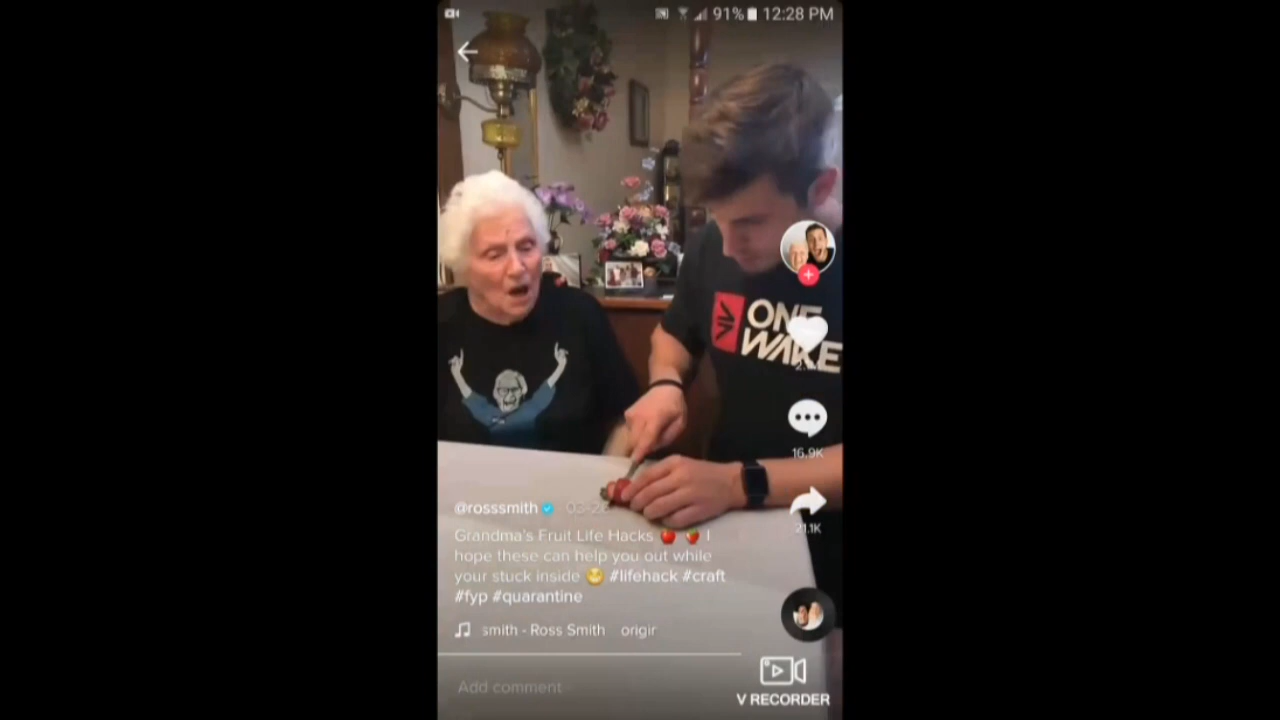 91% 12:28 PM
ONE
WAKE
16.9K
21.1K
@rosssmith
Grandma's Fruit Life Hacks 🍎 🍓 I
hope these can help you out while
your stuck inside 😁 #lifehack #craft
#fyp #quarantine
smith - Ross Smith origir
Add comment
V RECORDER